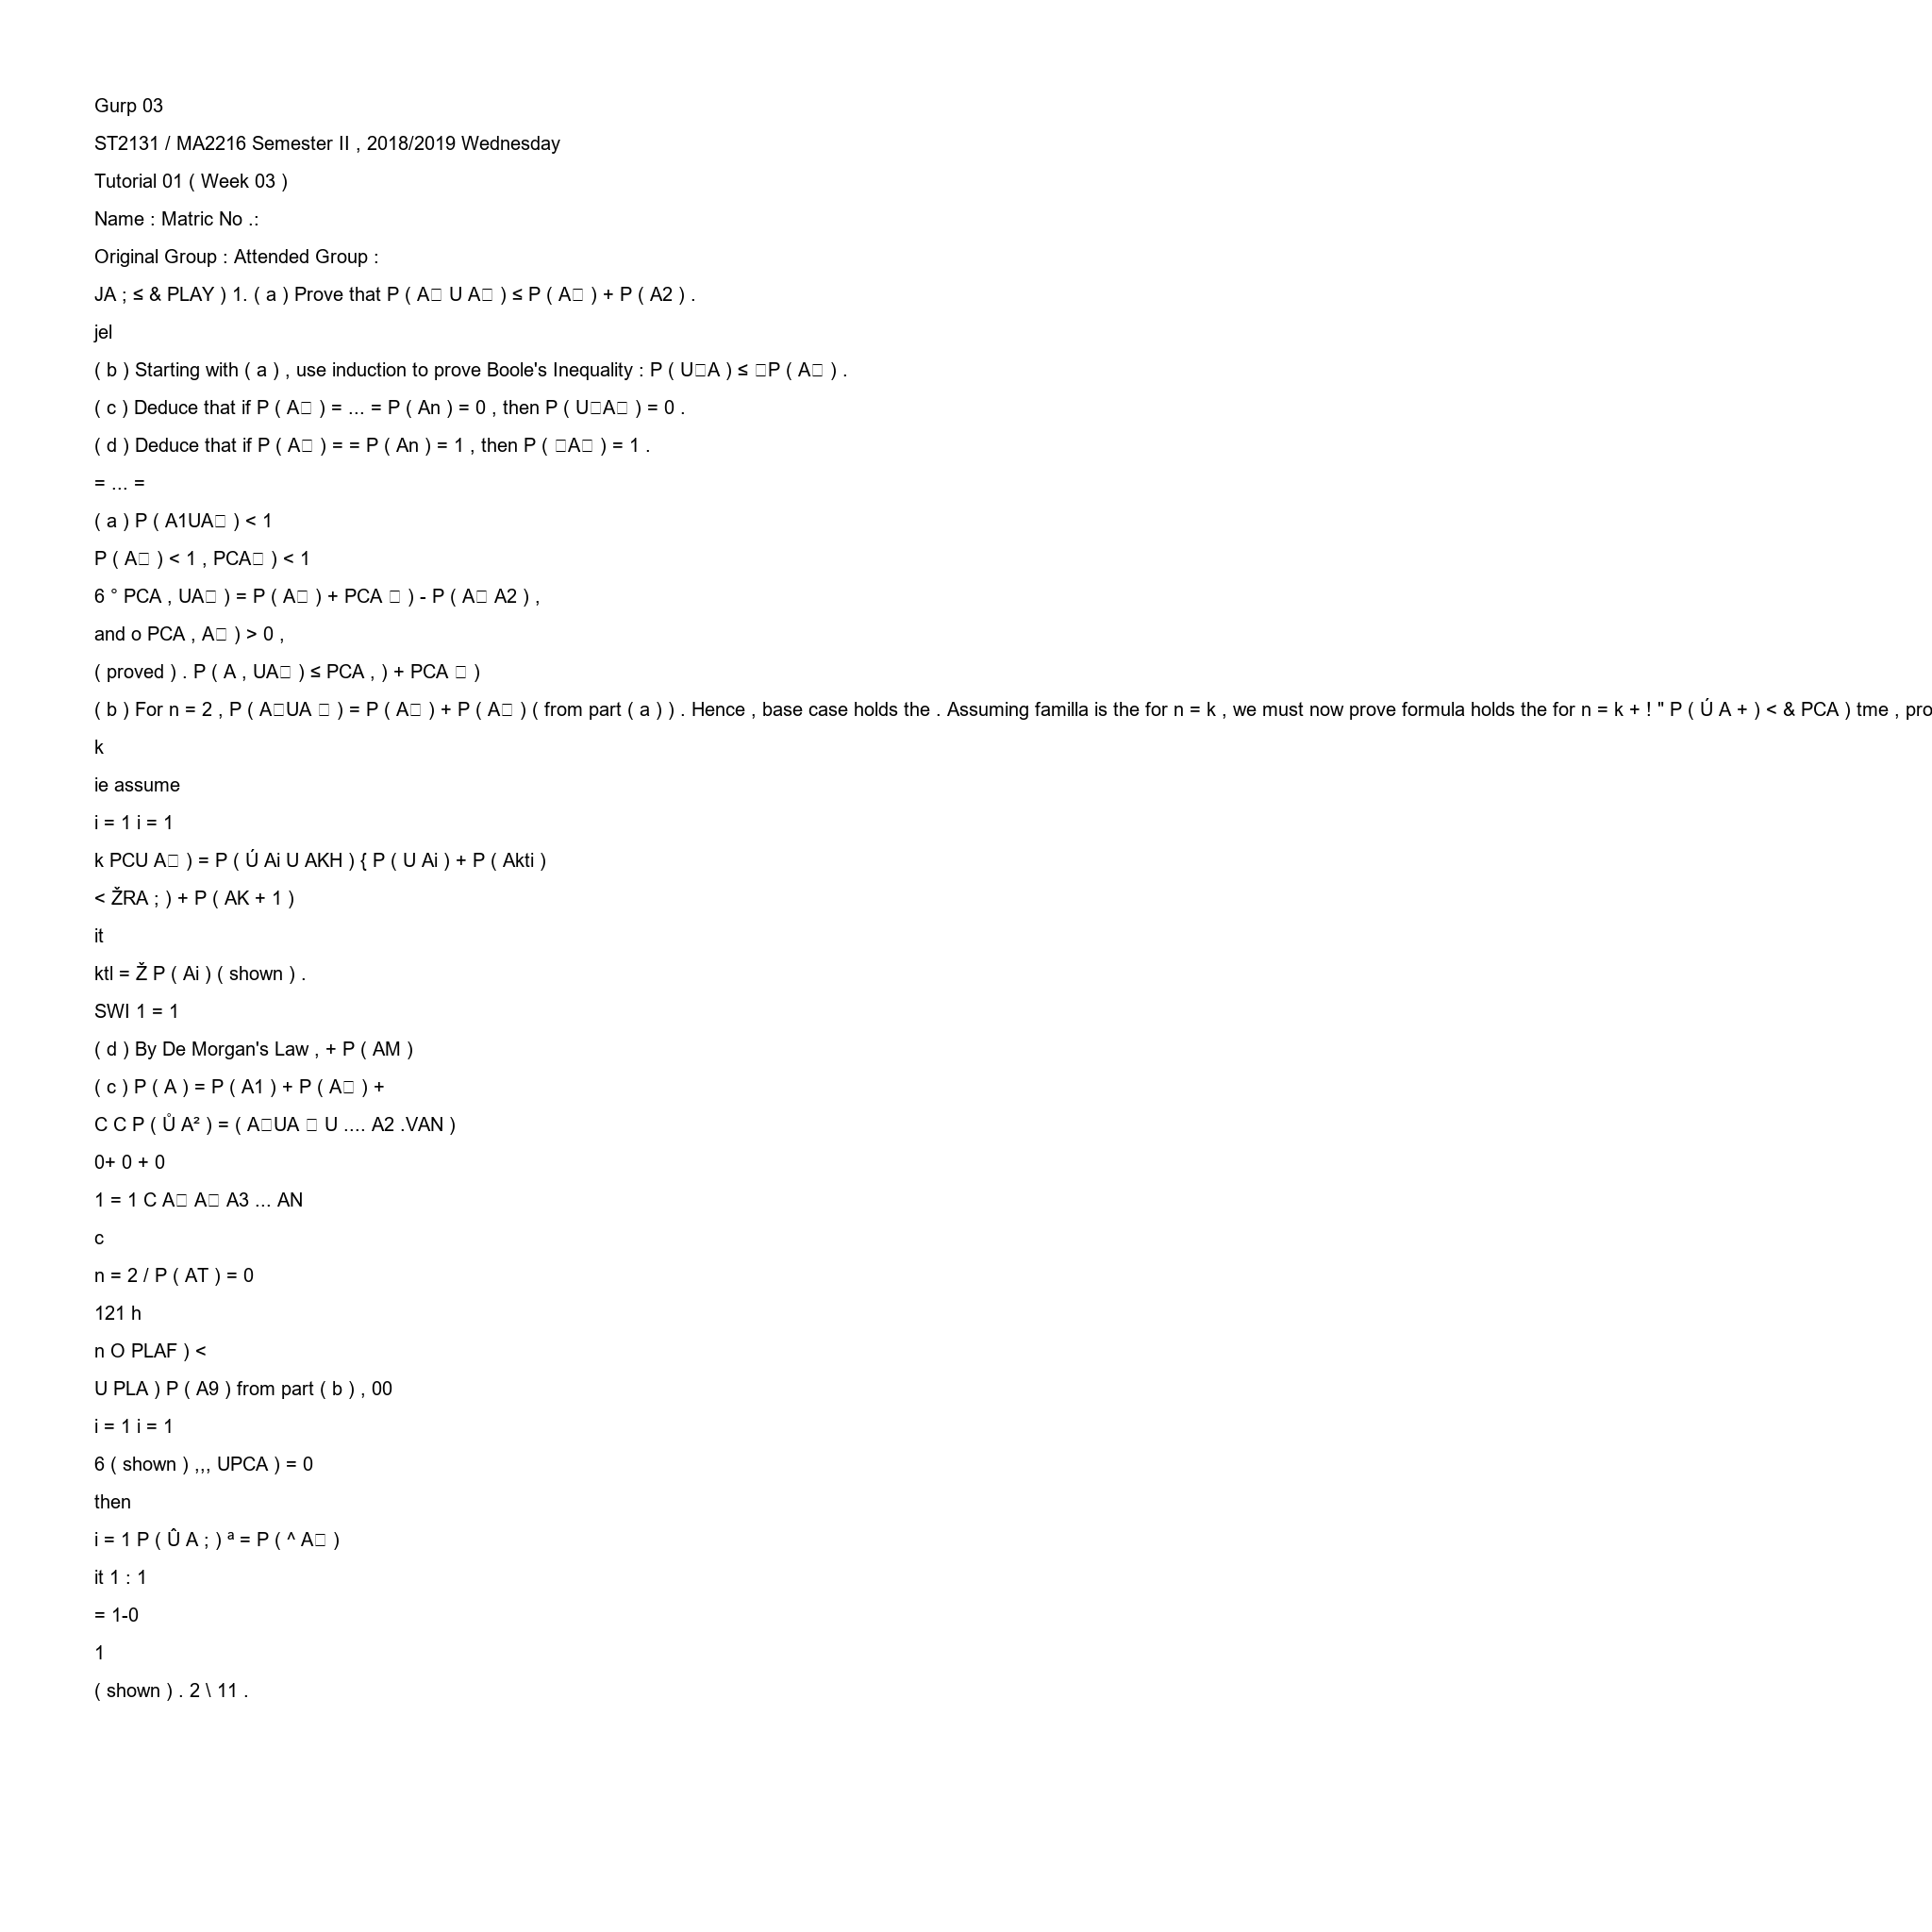 Gurp 03
ST2131 / MA2216 Semester II , 2018/2019 Wednesday
Tutorial 01 ( Week 03 )
Name : Matric No .:
Original Group : Attended Group :
JA ; ≤ & PLAY ) 1. ( a ) Prove that P ( A□ U A□ ) ≤ P ( A□ ) + P ( A2 ) .
jel
( b ) Starting with ( a ) , use induction to prove Boole's Inequality : P ( U□A ) ≤ □P ( A□ ) .
( c ) Deduce that if P ( A□ ) = ... = P ( An ) = 0 , then P ( U□A□ ) = 0 .
( d ) Deduce that if P ( A□ ) = = P ( An ) = 1 , then P ( □A□ ) = 1 .
= ... =
( a ) P ( A1UA□ ) < 1
P ( A□ ) < 1 , PCA□ ) < 1
6 ° PCA , UA□ ) = P ( A□ ) + PCA □ ) - P ( A□ A2 ) ,
and o PCA , A□ ) > 0 ,
( proved ) . P ( A , UA□ ) ≤ PCA , ) + PCA □ )
( b ) For n = 2 , P ( A□UA □ ) = P ( A□ ) + P ( A□ ) ( from part ( a ) ) . Hence , base case holds the . Assuming familla is the for n = k , we must now prove formula holds the for n = k + ! " P ( Ú A + ) < & PCA ) tme , pro
k
ie assume
i = 1 i = 1
k PCU A□ ) = P ( Ú Ai U AKH ) { P ( U Ai ) + P ( Akti )
< ŽRA ; ) + P ( AK + 1 )
it
ktl = Ž P ( Ai ) ( shown ) .
SWI 1 = 1
( d ) By De Morgan's Law , + P ( AM )
( c ) P ( A ) = P ( A1 ) + P ( A□ ) +
C C P ( Ů A² ) = ( A□UA □ U .... A2 .VAN )
0+ 0 + 0
1 = 1 C A□ A□ A3 ... AN
c
n = 2 / P ( AT ) = 0
121 h
n O PLAF ) <
U PLA ) P ( A9 ) from part ( b ) , 00
i = 1 i = 1
6 ( shown ) ,,, UPCA ) = 0
then
i = 1 P ( Û A ; ) ª = P ( ^ A□ )
it 1 : 1
= 1-0
1
( shown ) . 2 \ 11 .